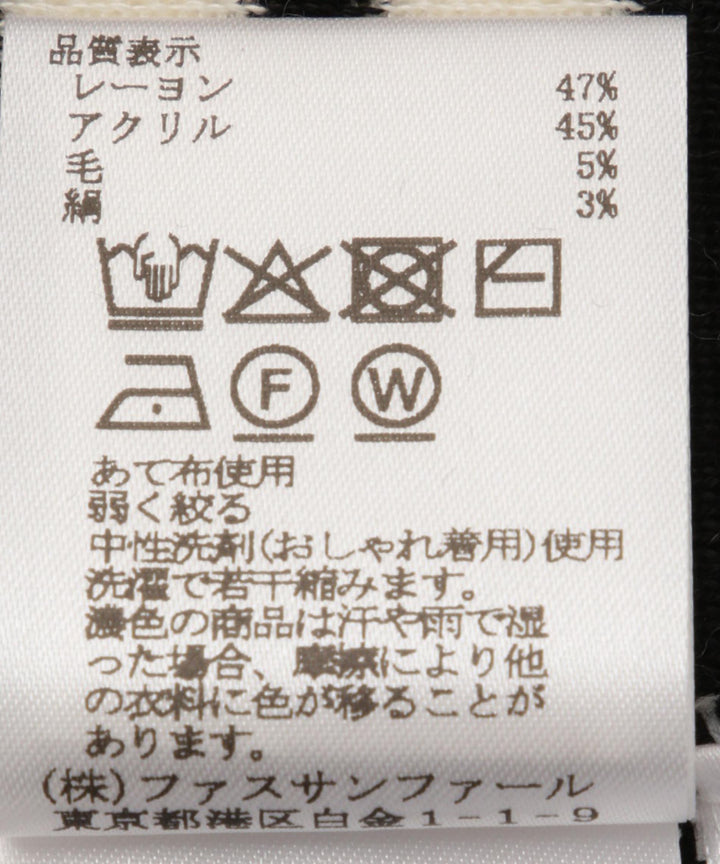 品質表示
レーヨン 47%
アクリル 45%
毛 5%
絹 3%
F W
あて布使用
弱く絞る
中性洗剤(おしゃれ着用)使用
洗濯で若干縮みます。
濃色の商品は汗や雨で湿
った場合、摩擦により他
の衣料に色が移ることが
あります。
(株)ファスサンファール
東京都港区白金1-1-9